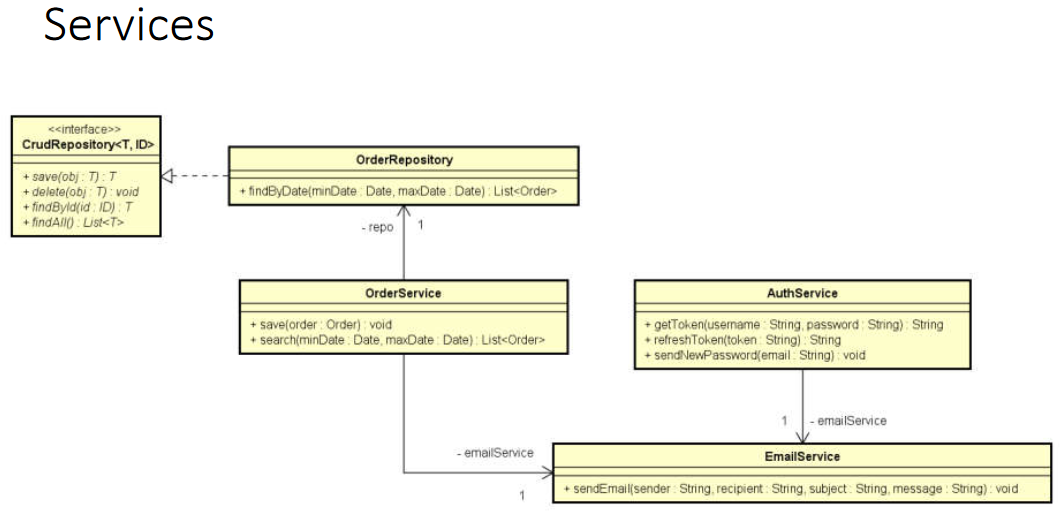 Services
<<interface>>
CrudRepository<T, ID>
+ save(obj : T) : T
+ delete(obj : T) : void
+ findById(id : ID) : T
+ findAll() : List<T>
OrderRepository
+ findByDate(minDate : Date, maxDate : Date) : List<Order>
- repo
1
OrderService
+ save(order : Order) : void
+ search(minDate : Date, maxDate : Date) : List<Order>
AuthService
+ getToken(username : String, password : String) : String
+ refreshToken(token : String) : String
+ sendNewPassword(email : String) : void
1
- emailService
- emailService
1
EmailService
+ sendEmail(sender : String, recipient : String, subject : String, message : String) : void